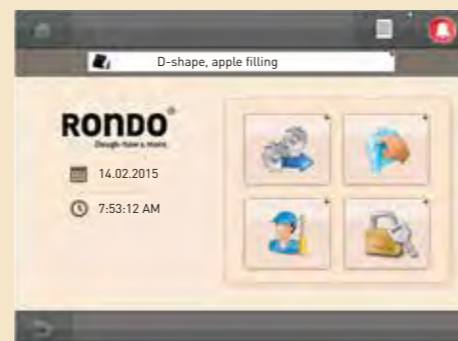 D-shape, apple filling
RONDO®
Dough-how & more.
14.02.2015
7:53:12 AM